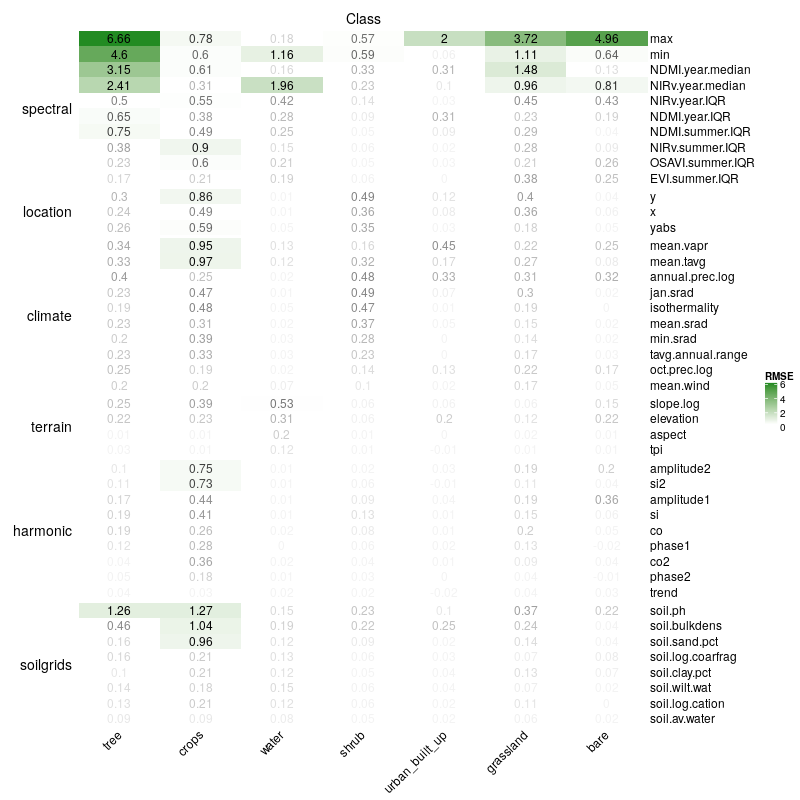 Class
6.66 0.78 0.18 0.57 2 3.72 4.96 max
4.6 0.6 1.16 0.59 0.06 1.11 0.64 min
3.15 0.61 0.16 0.33 0.31 1.48 0.13 NDMI.year.median
2.41 0.31 1.96 0.23 0.1 0.96 0.81 NIRv.year.median
spectral 0.5 0.55 0.42 0.14 0.03 0.45 0.43 NIRv.year.IQR
0.65 0.38 0.28 0.09 0.31 0.23 0.19 NDMI.year.IQR
0.75 0.49 0.25 0.05 0.09 0.29 0.04 NDMI.summer.IQR
0.38 0.9 0.15 0.06 0.02 0.28 0.09 NIRv.summer.IQR
0.23 0.6 0.21 0.05 0.03 0.21 0.26 OSAVI.summer.IQR
0.17 0.21 0.19 0.06 0 0.38 0.25 EVI.summer.IQR
0.3 0.86 0.01 0.49 0.12 0.4 0.04 y
location 0.24 0.49 0.01 0.36 0.08 0.36 0.06 x
0.26 0.59 0.01 0.35 0.03 0.18 0.05 yabs
0.34 0.95 0.13 0.16 0.45 0.22 0.25 mean.vapr
0.33 0.97 0.12 0.32 0.17 0.27 0.08 mean.tavg
0.4 0.25 0.02 0.48 0.33 0.31 0.32 annual.prec.log
0.23 0.47 0.01 0.49 0.07 0.3 0.02 jan.srad
climate 0.19 0.48 0.05 0.47 0.01 0.19 0 isothermality
0.23 0.31 0.02 0.37 0.05 0.15 0.02 mean.srad
0.2 0.39 0.03 0.28 0 0.14 0.02 min.srad
0.23 0.33 0.03 0.23 0 0.17 0.03 tavg.annual.range
0.25 0.19 0.02 0.14 0.13 0.22 0.17 oct.prec.log
0.2 0.2 0.07 0.1 0.02 0.17 0.05 mean.wind
0.25 0.39 0.53 0.06 0.06 0.06 0.15 slope.log
terrain 0.22 0.23 0.31 0.06 0.2 0.12 0.22 elevation
0.01 0.01 0.2 0.01 0 0.02 0.01 aspect
0.03 0.01 0.12 0.01 -0.01 0.01 0.01 tpi
0.1 0.75 0.01 0.02 0.03 0.19 0.2 amplitude2
0.11 0.73 0.01 0.06 -0.01 0.11 0.04 si2
0.17 0.44 0.01 0.09 0.04 0.19 0.36 amplitude1
0.19 0.41 0.01 0.13 0.01 0.15 0.06 si
harmonic 0.19 0.26 0.02 0.08 0.01 0.2 0.05 co
0.12 0.28 0 0.06 0.02 0.13 -0.02 phase1
0.04 0.36 0.02 0.04 0.01 0.09 0.04 co2
0.05 0.18 0.01 0.03 0 0.04 -0.01 phase2
0.04 0.03 0.02 0.02 -0.02 0.04 0.02 trend
1.26 1.27 0.15 0.23 0.1 0.37 0.22 soil.ph
0.46 1.04 0.19 0.22 0.25 0.24 0.04 soil.bulkdens
0.16 0.96 0.12 0.09 0.02 0.14 0.04 soil.sand.pct
soilgrids 0.16 0.21 0.13 0.06 0.03 0.07 0.08 soil.log.coarfrag
0.1 0.21 0.12 0.05 0.04 0.13 0.07 soil.clay.pct
0.14 0.18 0.15 0.06 0.04 0.07 0.02 soil.wilt.wat
0.13 0.21 0.12 0.06 0.02 0.11 0 soil.log.cation
0.09 0.09 0.08 0.05 0.02 0.06 0.02 soil.av.water
tree crops water shrub urban_built_up grassland bare
RMSE
6
4
2
0